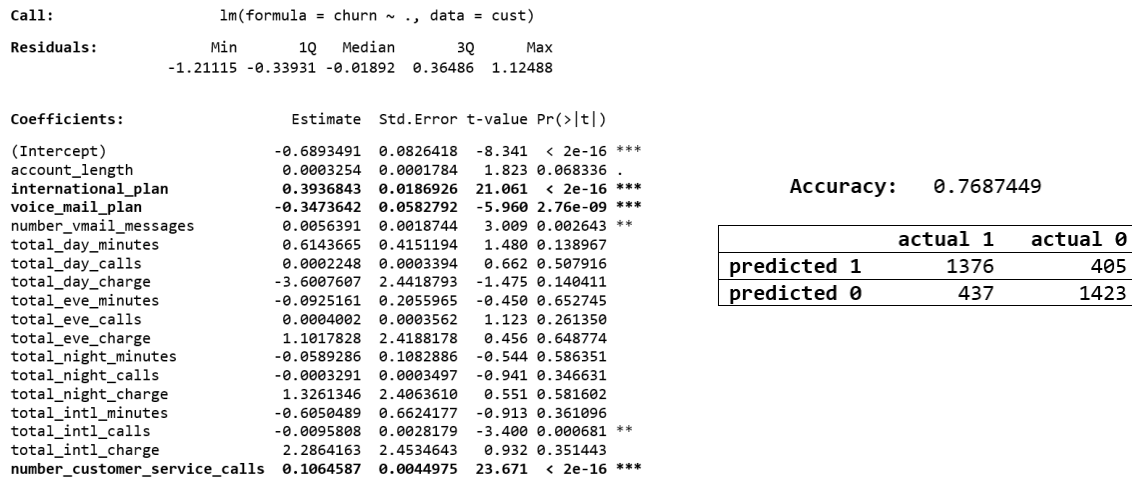 Call: lm(formula = churn ~ ., data = cust)
Residuals: Min 1Q Median 3Q Max
-1.21115 -0.33931 -0.01892 0.36486 1.12488
Coefficients: Estimate Std.Error t-value Pr(>|t|)
(Intercept) -0.6893491 0.0826418 -8.341 < 2e-16 ***
account_length 0.0003254 0.0001784 1.823 0.068336 .
international_plan 0.3936843 0.0186926 21.061 < 2e-16 ***
voice_mail_plan -0.3473642 0.0582792 -5.960 2.76e-09 ***
number_vmail_messages 0.0056391 0.0018744 3.009 0.002643 **
total_day_minutes 0.6143665 0.4151194 1.480 0.138967
total_day_calls 0.0002248 0.0003394 0.662 0.507916
total_day_charge -3.6007607 2.4418793 -1.475 0.140411
total_eve_minutes -0.0925161 0.2055965 -0.450 0.652745
total_eve_calls 0.0004002 0.0003562 1.123 0.261350
total_eve_charge 1.1017828 2.4188178 0.456 0.648774
total_night_minutes -0.0589286 0.1082886 -0.544 0.586351
total_night_calls -0.0003291 0.0003497 -0.941 0.346631
total_night_charge 1.3261346 2.4063610 0.551 0.581602
total_intl_minutes -0.6050489 0.6624177 -0.913 0.361096
total_intl_calls -0.0095808 0.0028179 -3.400 0.000681 **
total_intl_charge 2.2864163 2.4534643 0.932 0.351443
number_customer_service_calls 0.1064587 0.0044975 23.671 < 2e-16 ***
Accuracy: 0.7687449
actual 1 actual 0
predicted 1 1376 405
predicted 0 437 1423